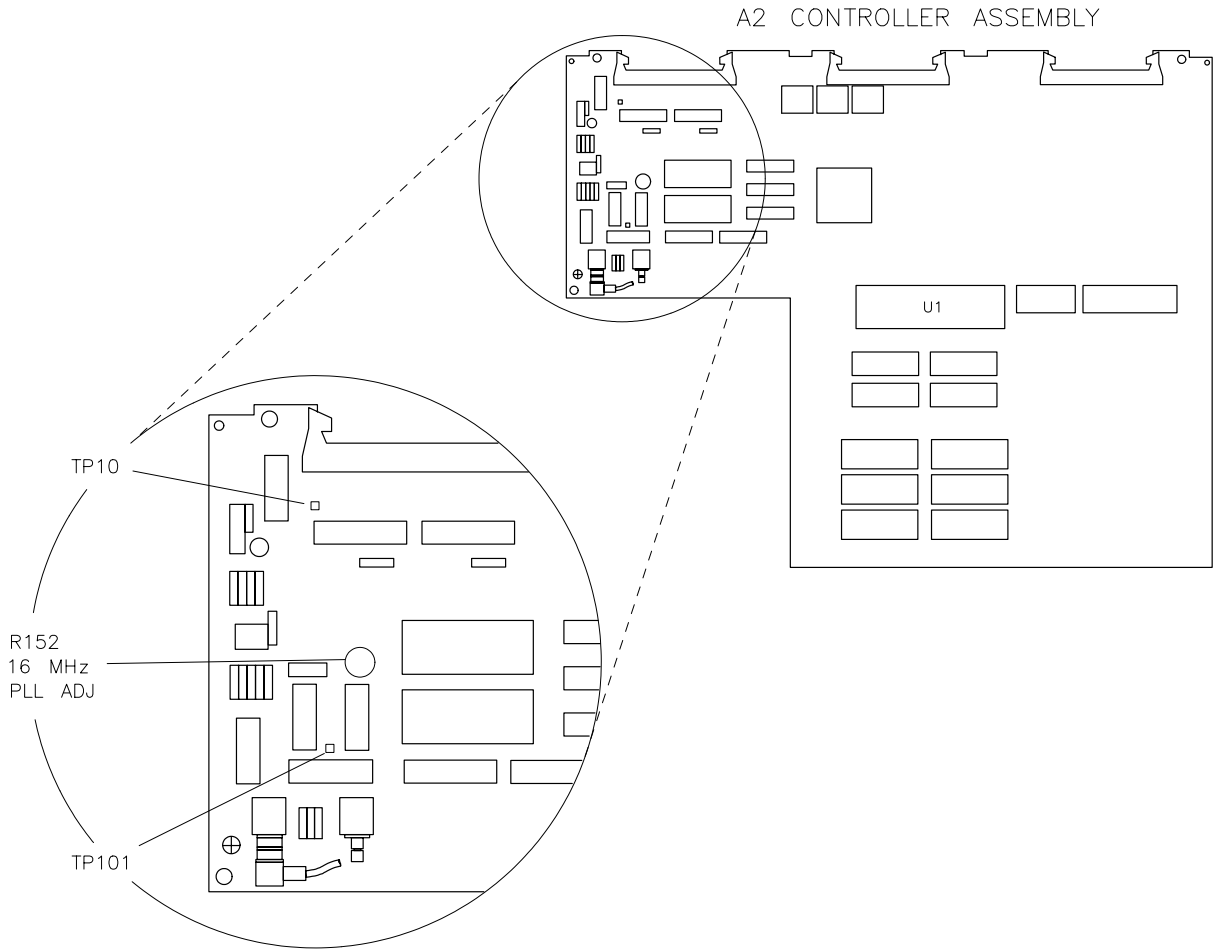 A2 CONTROLLER ASSEMBLY
U1
TP10
R152
16 MHz
PLL ADJ
TP101